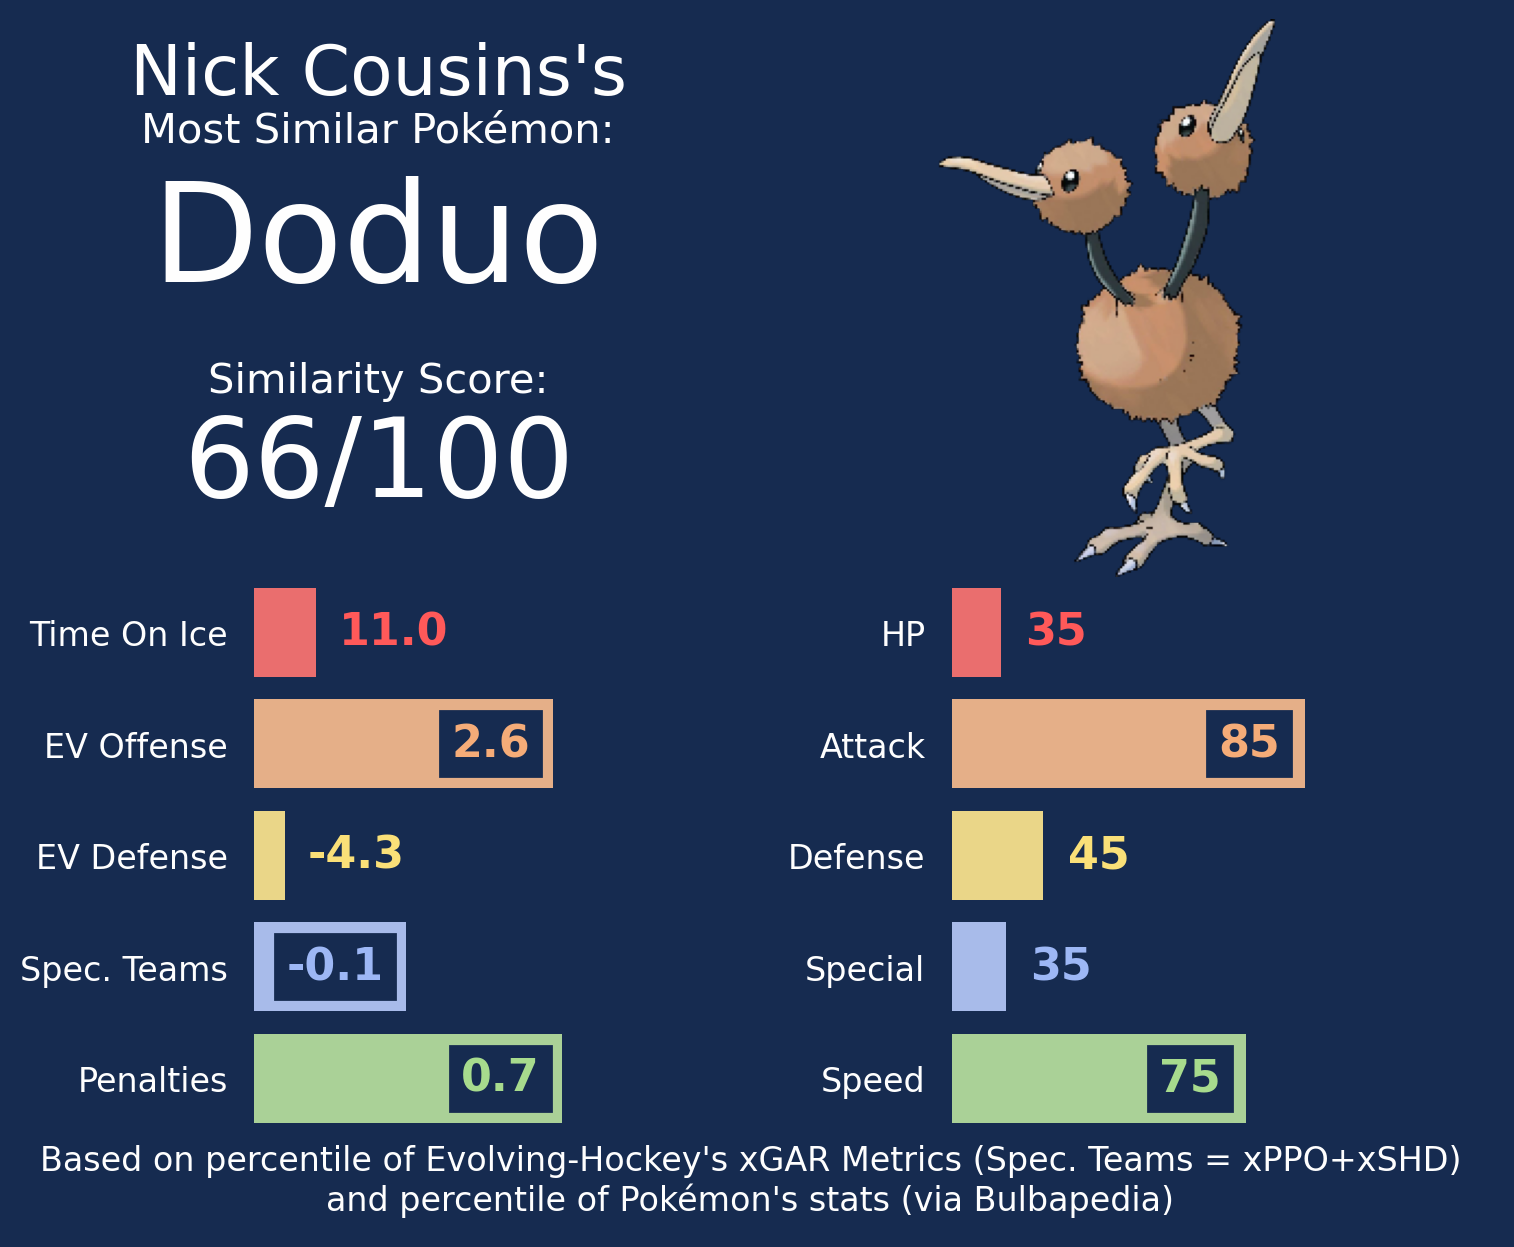 Nick Cousins's
Most Similar Pokémon:
Doduo
Similarity Score:
66/100
Time On Ice 11.0
EV Offense 2.6
EV Defense -4.3
Spec. Teams -0.1
Penalties 0.7
HP 35
Attack 85
Defense 45
Special 35
Speed 75
Based on percentile of Evolving-Hockey's xGAR Metrics (Spec. Teams = xPPO+xSHD)
and percentile of Pokémon's stats (via Bulbapedia)